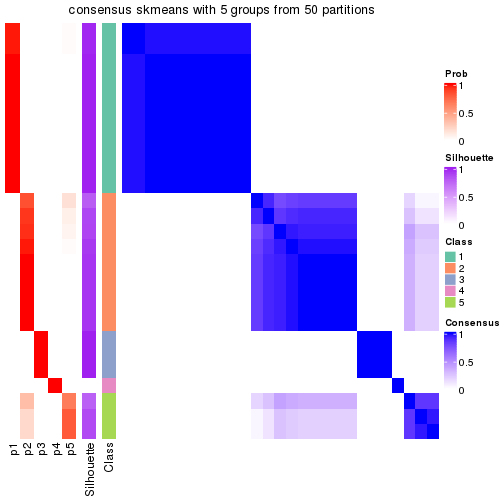 consensus skmeans with 5 groups from 50 partitions
Prob
1
0.5
0
Silhouette
1
0.5
0
Class
1
2
3
4
5
Consensus
1
0.5
0
p1
p2
p3
p4
p5
Silhouette
Class